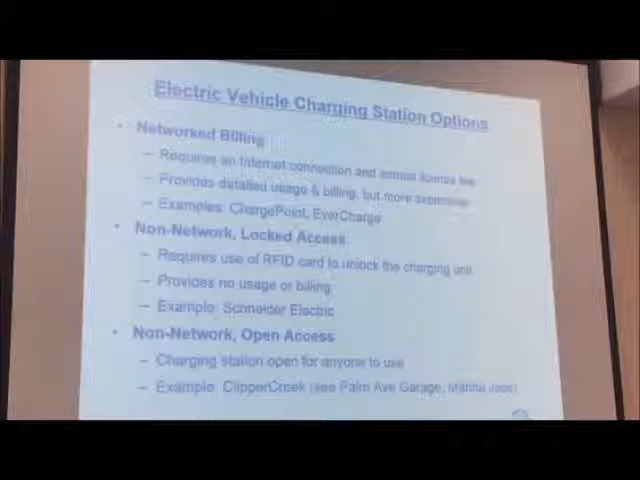 Electric Vehicle Charging Station Options
• Networked Billing
– Requires an Internet connection and annual license fee
– Provides detailed usage & billing, but more expensive
– Examples: ChargePoint, EverCharge
• Non-Network, Locked Access
– Requires use of RFID card to unlock the charging unit
– Provides no usage or billing
– Example: Schneider Electric
• Non-Network, Open Access
– Charging station open for anyone to use
– Example: ClipperCreek (see Palm Ave Garage, Marina